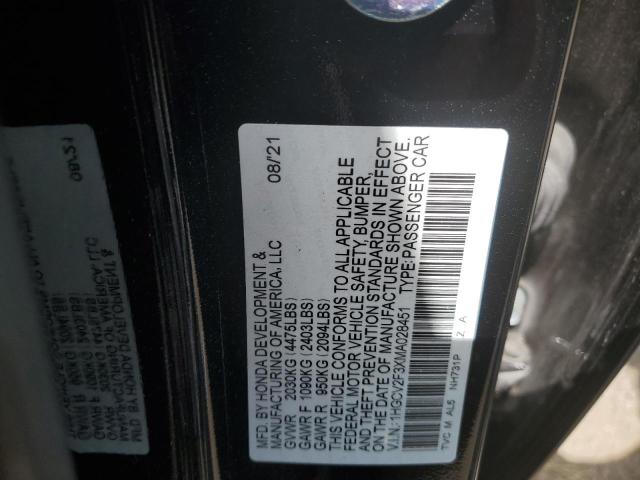 MFD. BY HONDA DEVELOPMENT &
MANUFACTURING OF AMERICA, LLC 08/'21
GVWR 2030KG (4475LBS)
GAWR F 1090KG (2403LBS)
GAWR R 950KG (2094LBS)
THIS VEHICLE CONFORMS TO ALL APPLICABLE
FEDERAL MOTOR VEHICLE SAFETY, BUMPER,
AND THEFT PREVENTION STANDARDS IN EFFECT
ON THE DATE OF MANUFACTURE SHOWN ABOVE.
V.I.N.: 1HGCV2F3XMA028451 TYPE: PASSENGER CAR
TVC M AL5 NH731P Z. A